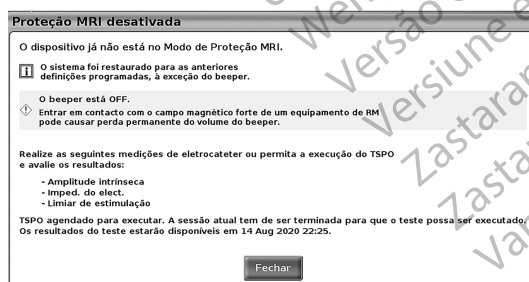 Proteção MRI desativada
O dispositivo já não está no Modo de Proteção MRI.
O sistema foi restaurado para as anteriores
definições programadas, à exceção do beeper.
O beeper está OFF.
Entrar em contacto com o campo magnético forte de um equipamento de RM
pode causar perda permanente do volume do beeper.
Realize as seguintes medições de eletrocateter ou permita a execução do TSPO
e avalie os resultados:
- Amplitude intrínseca
- Imped. do elect.
- Limiar de estimulação
TSPO agendado para executar. A sessão atual tem de ser terminada para que o teste possa ser executado.
Os resultados do teste estarão disponíveis em 14 Aug 2020 22:25.
Fechar
Versão
Versiune